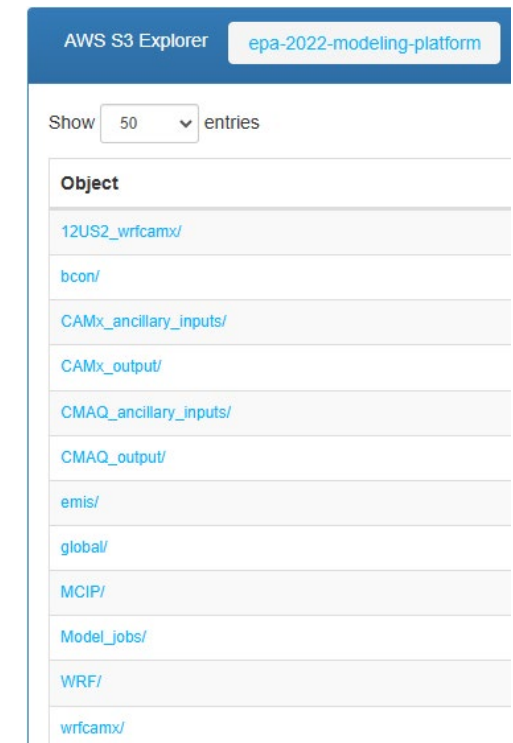 AWS S3 Explorer epa-2022-modeling-platform
Show 50 entries
Object
12US2_wrfcamx/
bcon/
CAMx_ancillary_inputs/
CAMx_output/
CMAQ_ancillary_inputs/
CMAQ_output/
emis/
global/
MCIP/
Model_jobs/
WRF/
wrfcamx/